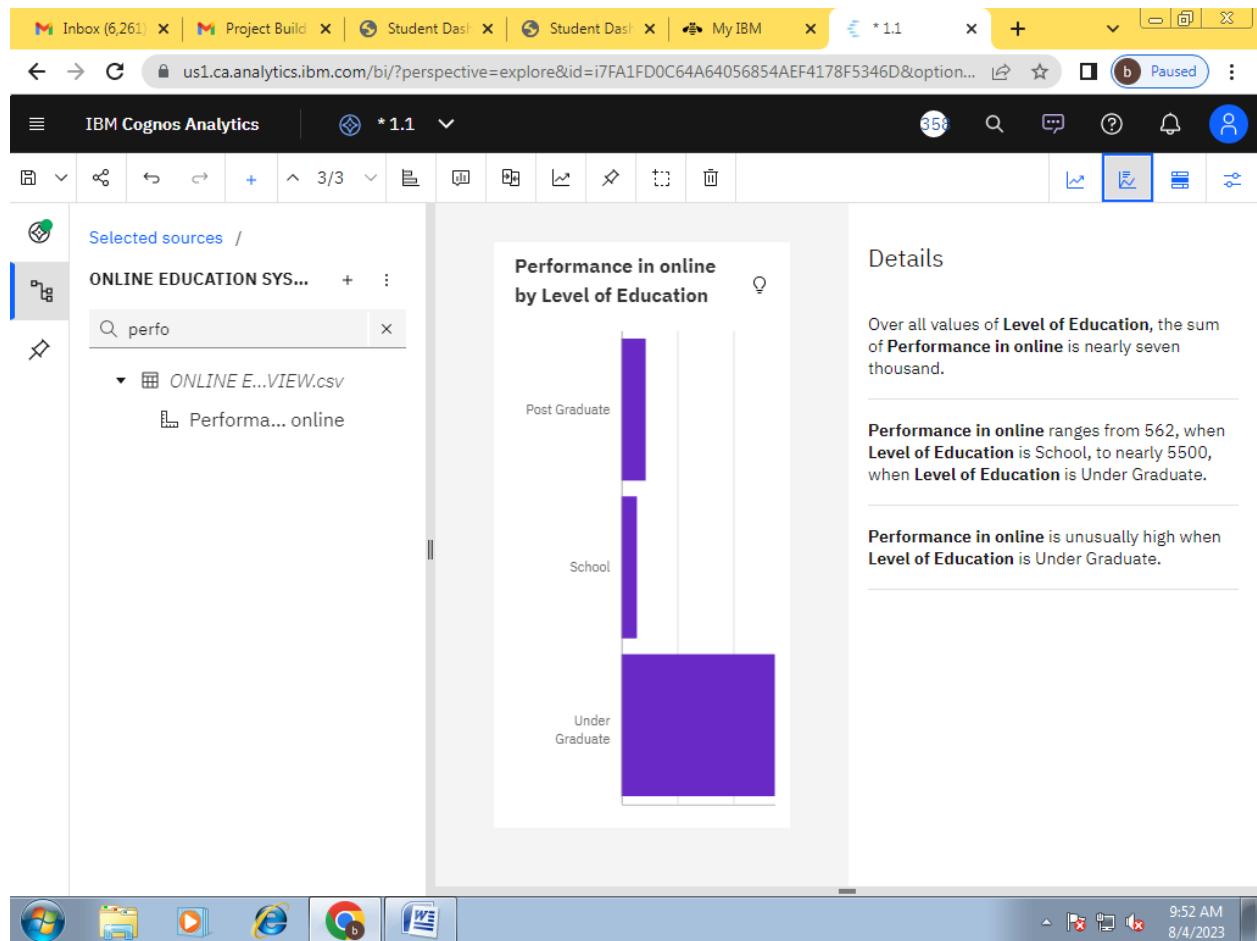 Inbox (6,261)
Project Build
Student Dash
Student Dash
My IBM
* 1.1
us1.ca.analytics.ibm.com/bi/?perspective=explore&id=i7FA1FD0C64A64056854AEF4178F5346D&option...
b Paused
IBM Cognos Analytics
* 1.1
358
3/3
Selected sources /
ONLINE EDUCATION SYS...
perfo
ONLINE E...VIEW.csv
Performa... online
Performance in online
by Level of Education
Post Graduate
School
Under
Graduate
Details
Over all values of Level of Education, the sum
of Performance in online is nearly seven
thousand.
Performance in online ranges from 562, when
Level of Education is School, to nearly 5500,
when Level of Education is Under Graduate.
Performance in online is unusually high when
Level of Education is Under Graduate.
9:52 AM
8/4/2023